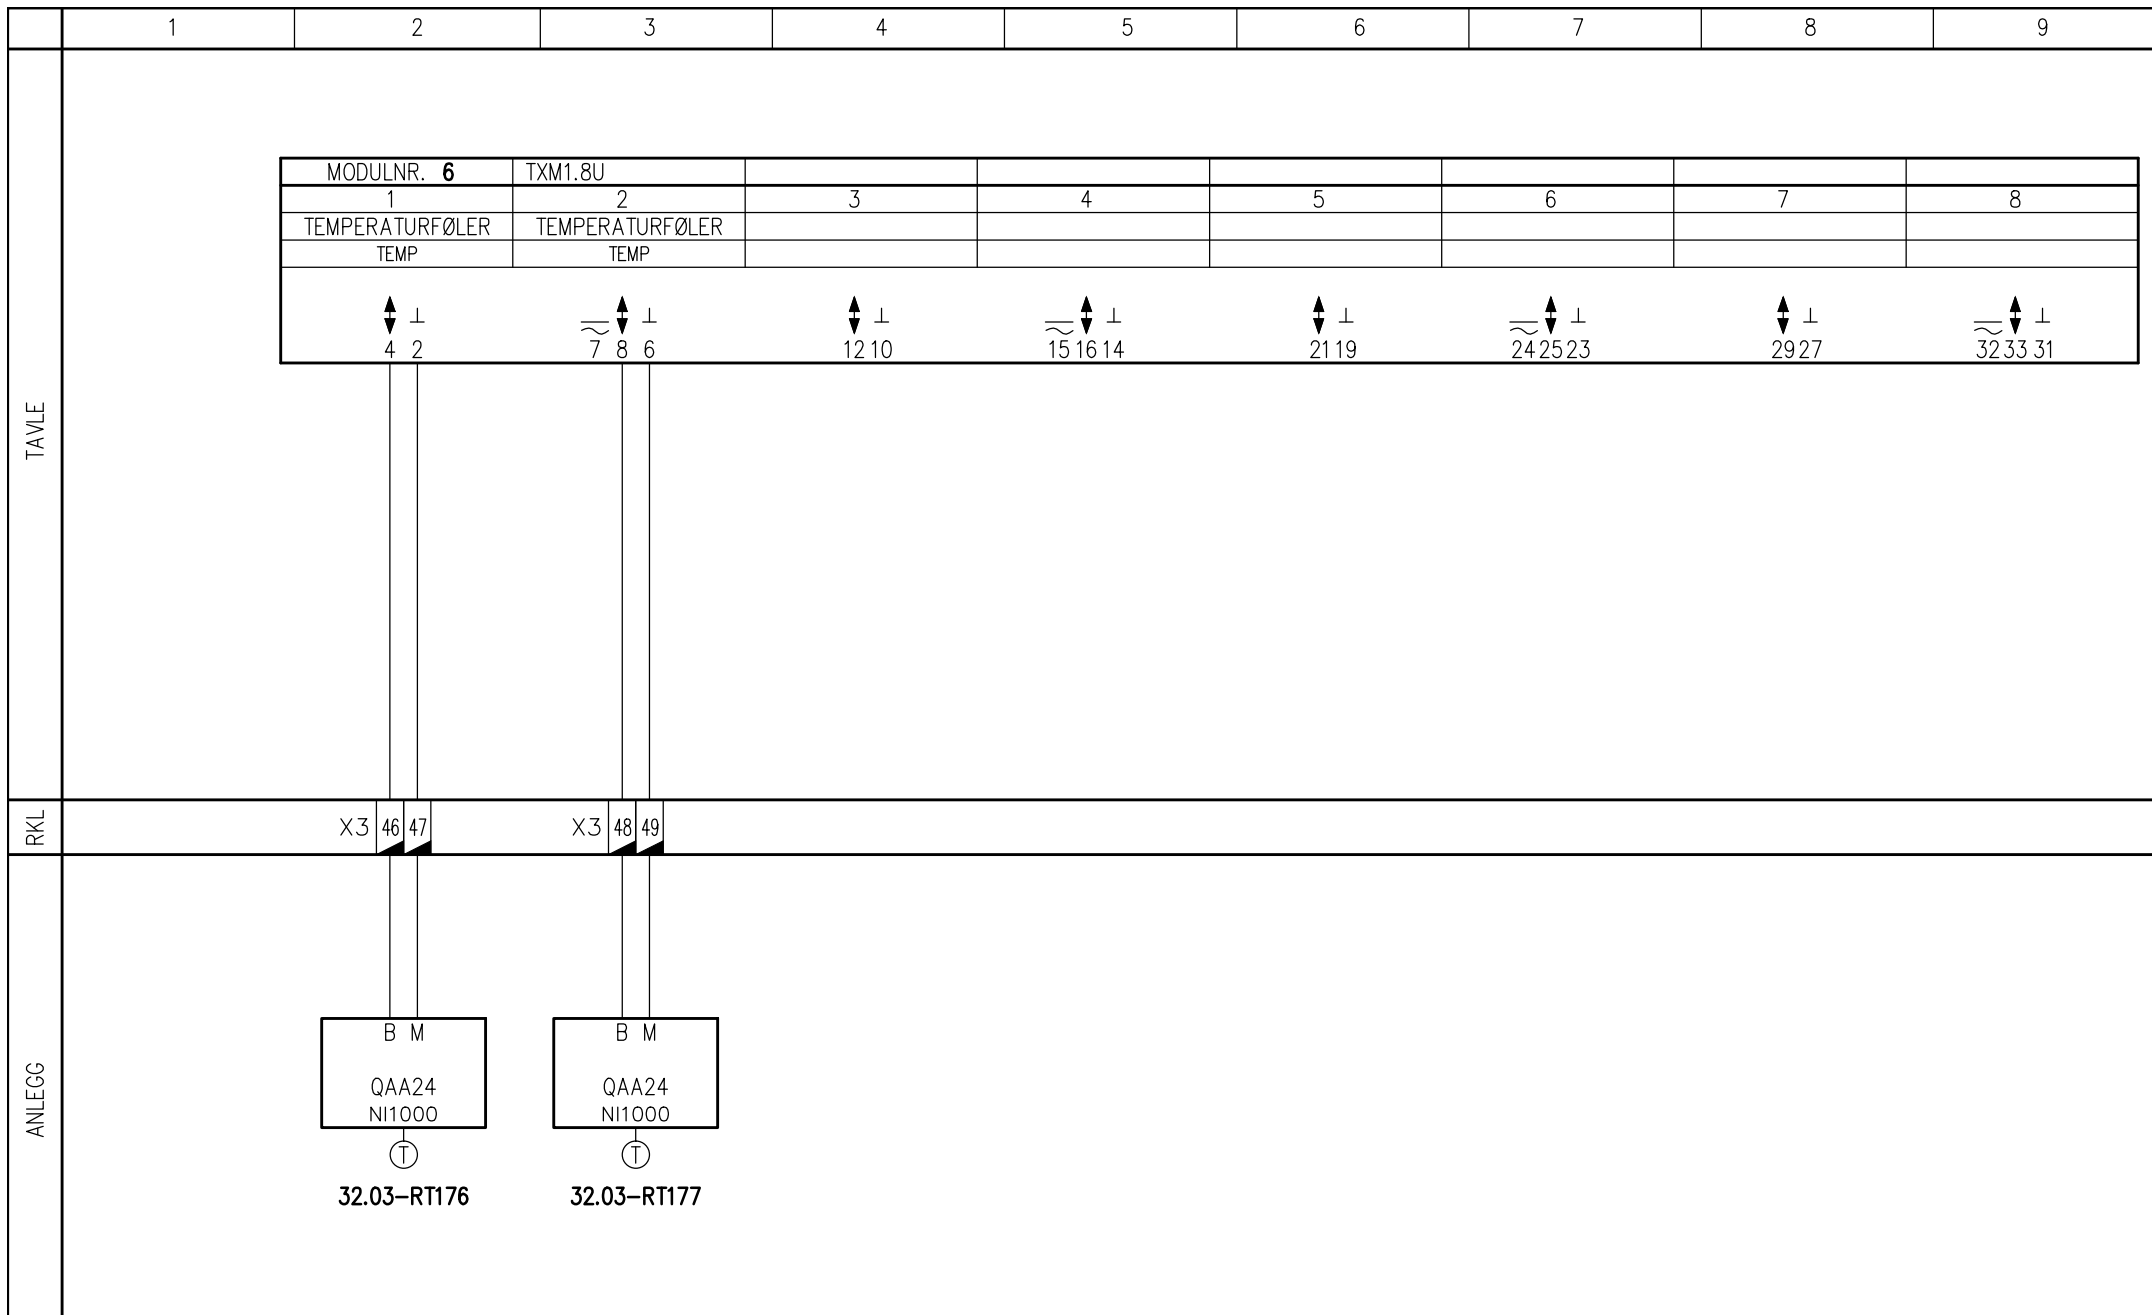 1 2 3 4 5 6 7 8 9
MODULNR. 6 TXM1.8U
1 2 3 4 5 6 7 8
TEMPERATURFØLER TEMPERATURFØLER
TEMP TEMP
4 2 7 8 6 12 10 15 16 14 21 19 24 25 23 29 27 32 33 31
TAVLE
RKL
X3 46 47 X3 48 49
ANLEGG
B M B M
QAA24 QAA24
NI1000 NI1000
T T
32.03-RT176 32.03-RT177